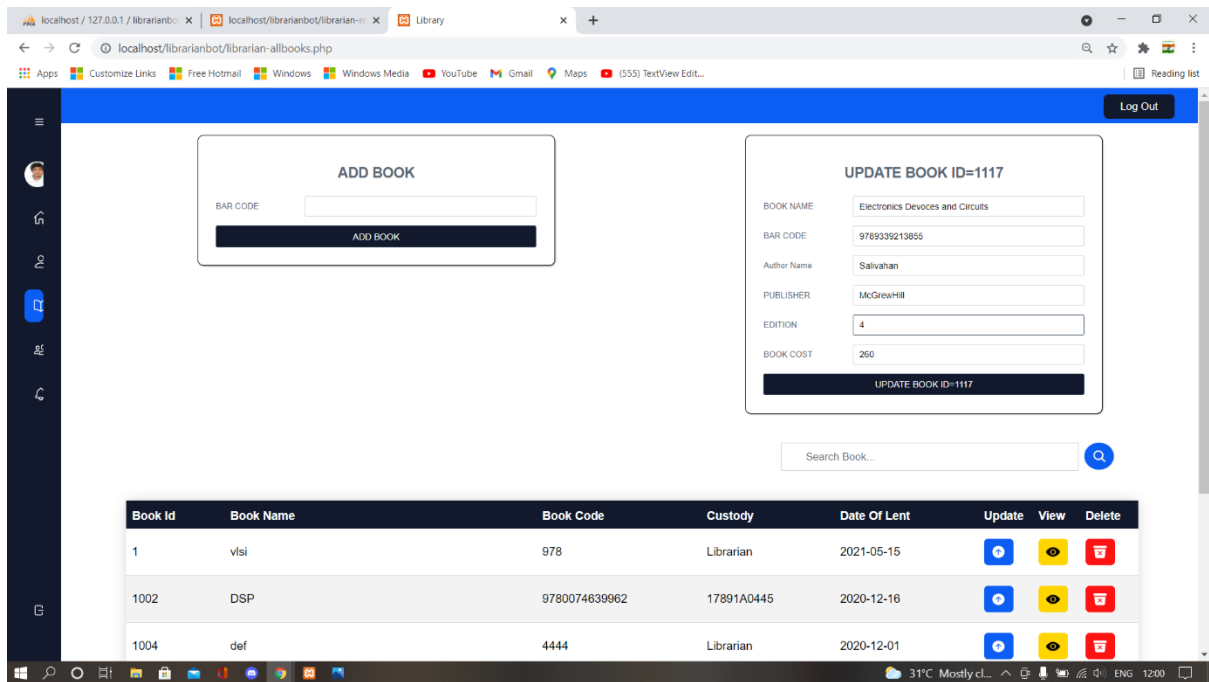 localhost / 127.0.0.1 / librarianbo
localhost/librarianbot/librarian-re
Library
localhost/librarianbot/librarian-allbooks.php
Apps Customize Links Free Hotmail Windows Windows Media YouTube Gmail Maps (555) TextView Edit... Reading list
Log Out
ADD BOOK
BAR CODE
ADD BOOK
UPDATE BOOK ID=1117
BOOK NAME Electronics Devoces and Circuits
BAR CODE 9789339213855
Author Name Salivahan
PUBLISHER McGrewHill
EDITION 4
BOOK COST 260
UPDATE BOOK ID=1117
Search Book...
Book Id Book Name Book Code Custody Date Of Lent Update View Delete
1 vlsi 978 Librarian 2021-05-15
1002 DSP 9780074639962 17891A0445 2020-12-16
1004 def 4444 Librarian 2020-12-01
31°C Mostly cl... ENG 12:00